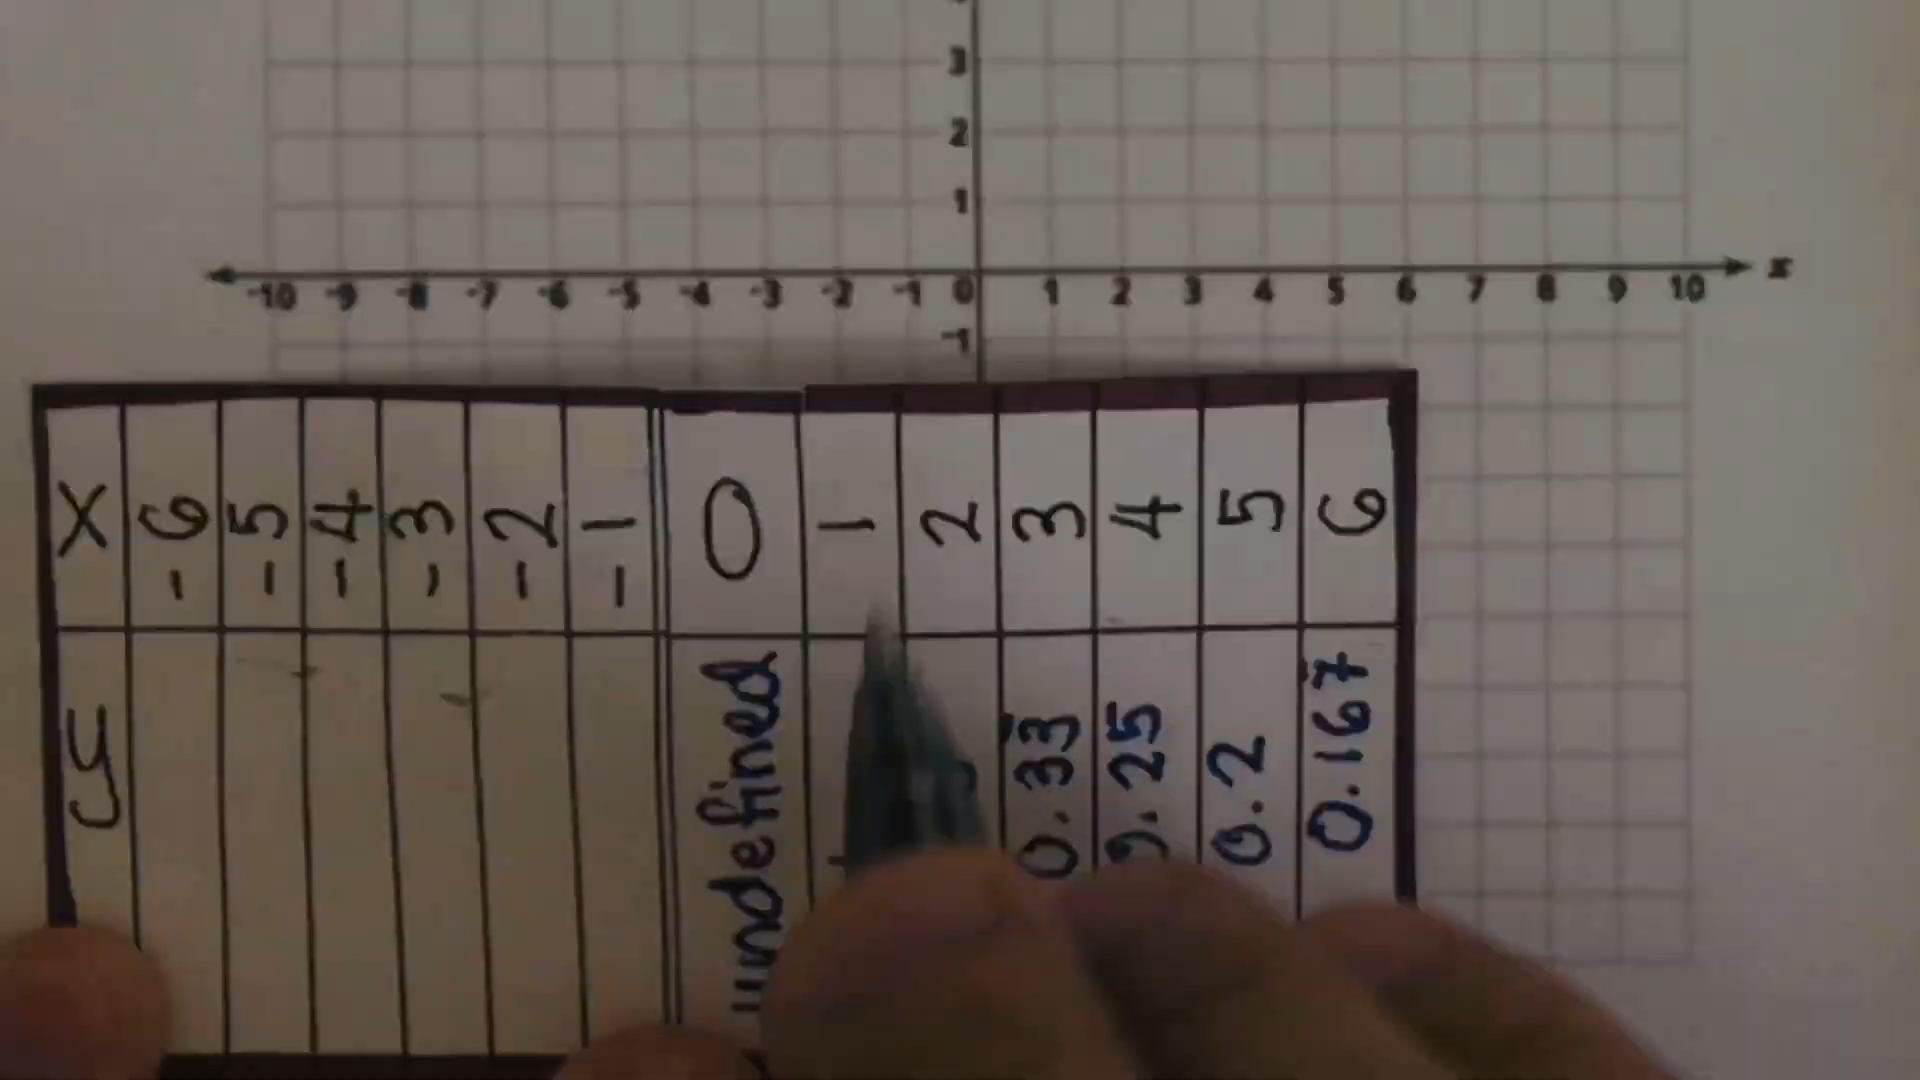 3
2
1
-10 -9 -8 -7 -6 -5 -4 -3 -2 -1 0 1 2 3 4 5 6 7 8 9 10 x
-1
X -6 -5 -4 -3 -2 -1 0 1 2 3 4 5 6
y undefined 0.33 0.25 0.2 0.167